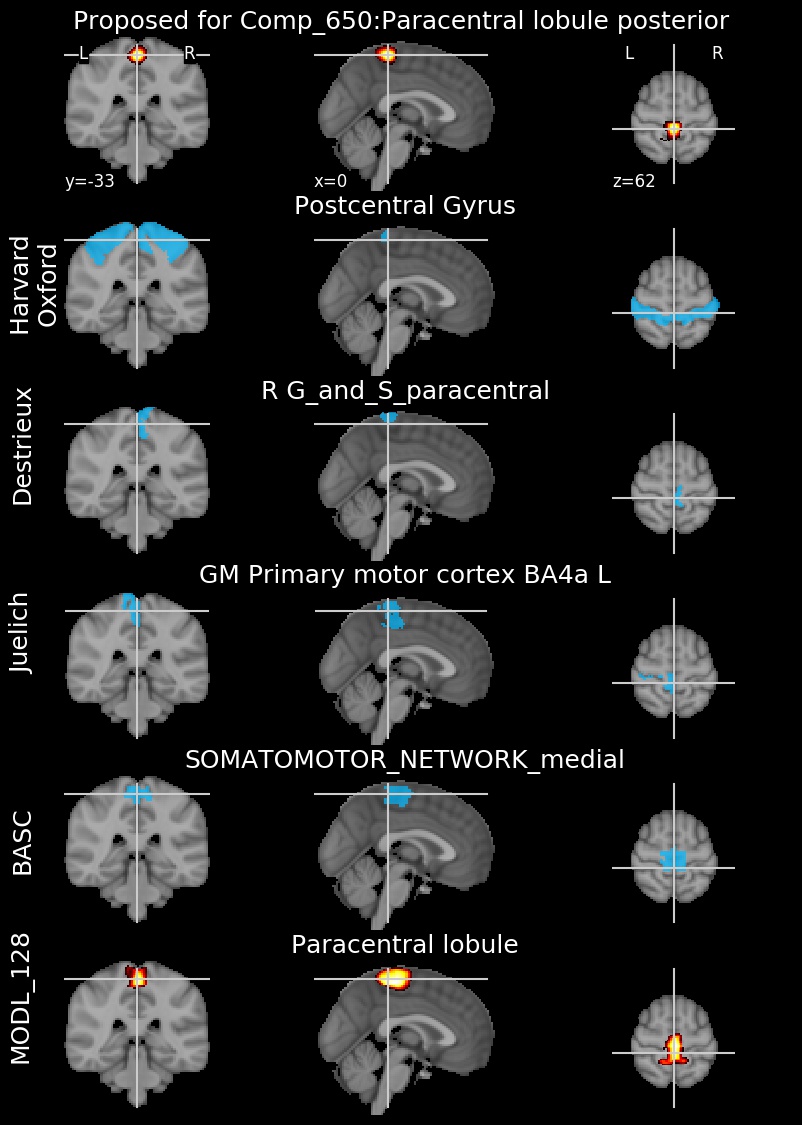 Proposed for Comp_650:Paracentral lobule posterior
L R
L R
y=-33
x=0
z=62
Postcentral Gyrus
Harvard
Oxford
R G_and_S_paracentral
Destrieux
GM Primary motor cortex BA4a L
Juelich
SOMATOMOTOR_NETWORK_medial
BASC
Paracentral lobule
MODL_128